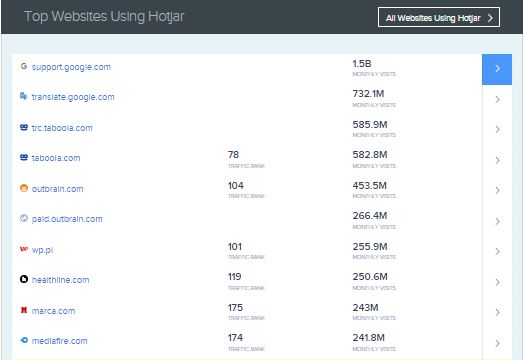 Top Websites Using Hotjar
All Websites Using Hotjar
support.google.com
1.5B
MONTHLY VISITS
translate.google.com
732.1M
MONTHLY VISITS
trc.taboola.com
585.9M
MONTHLY VISITS
taboola.com
78
TRAFFIC RANK
582.8M
MONTHLY VISITS
outbrain.com
104
TRAFFIC RANK
453.5M
MONTHLY VISITS
paid.outbrain.com
266.4M
MONTHLY VISITS
wp.pl
101
TRAFFIC RANK
255.9M
MONTHLY VISITS
healthline.com
119
TRAFFIC RANK
250.6M
MONTHLY VISITS
marca.com
175
TRAFFIC RANK
243M
MONTHLY VISITS
mediafire.com
174
TRAFFIC RANK
241.8M
MONTHLY VISITS